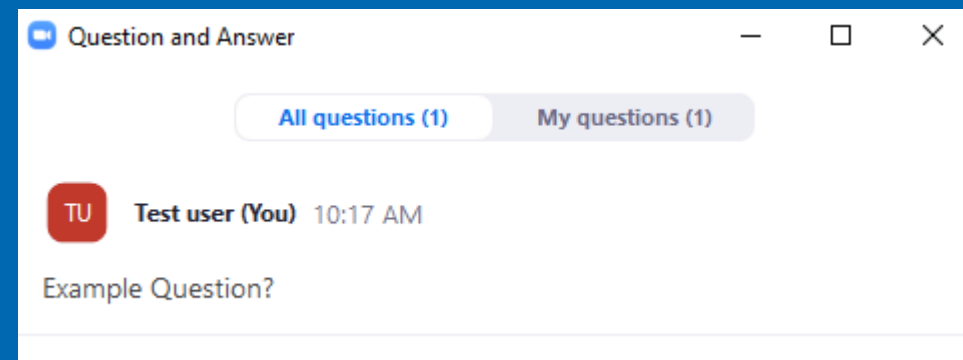 Question and Answer
All questions (1) My questions (1)
TU Test user (You) 10:17 AM
Example Question?